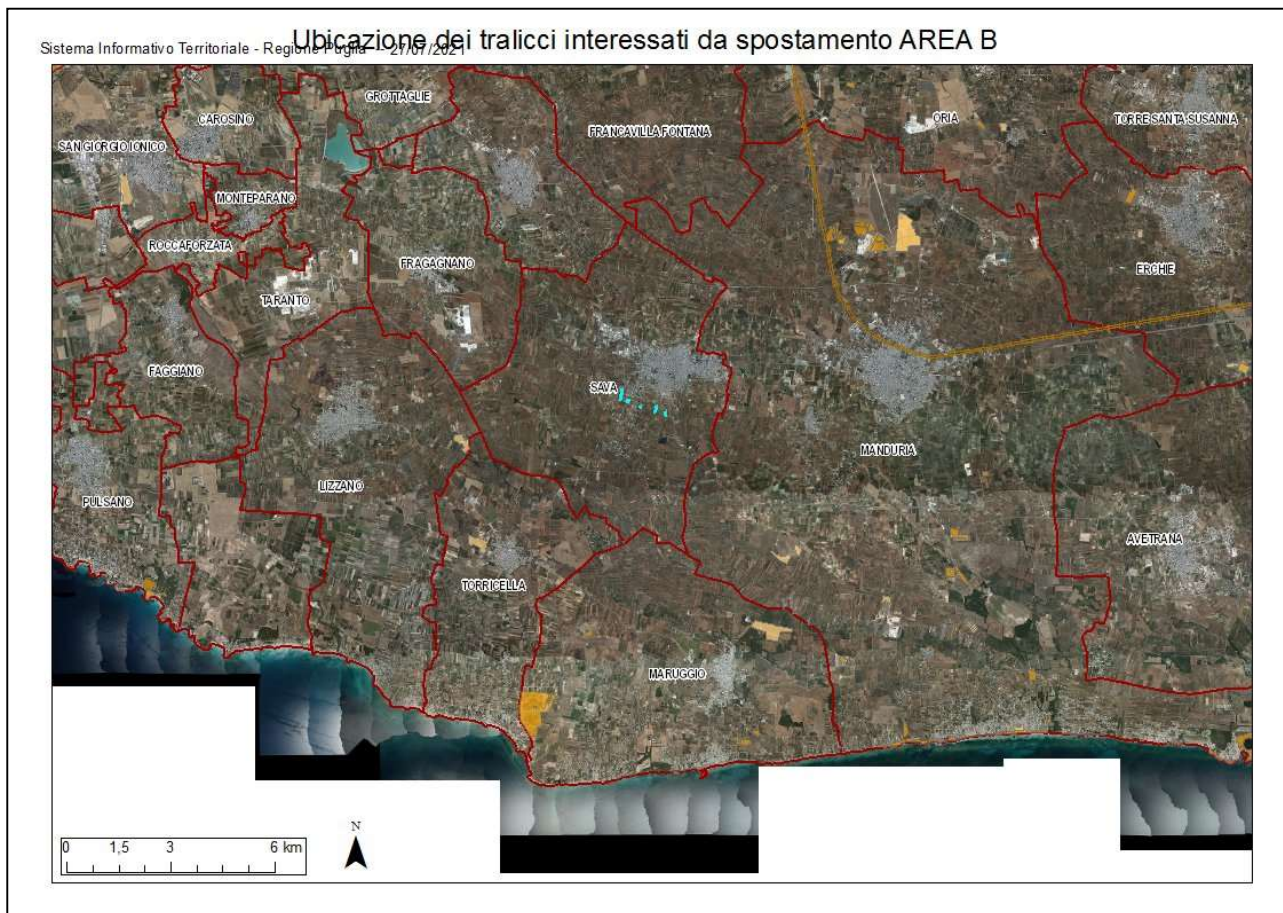 Ubicazione dei tralicci interessati da spostamento AREA B
Sistema Informativo Territoriale - Regione Puglia - 27/07/2021
GROTTAGLIE
CAROSINO
ORIA
TORRE SANTA SUSANNA
FRANCAVILLA FONTANA
SAN GIORGIO IONICO
MONTEPARANO
ROCCAFORZATA
FRAGAGNANO
ERCHIE
TARANTO
FAGGIANO
SAVA
MANDURIA
LIZZANO
PULSANO
AVETRANA
TORRICELLA
MARUGGIO
N
0 1,5 3 6 km